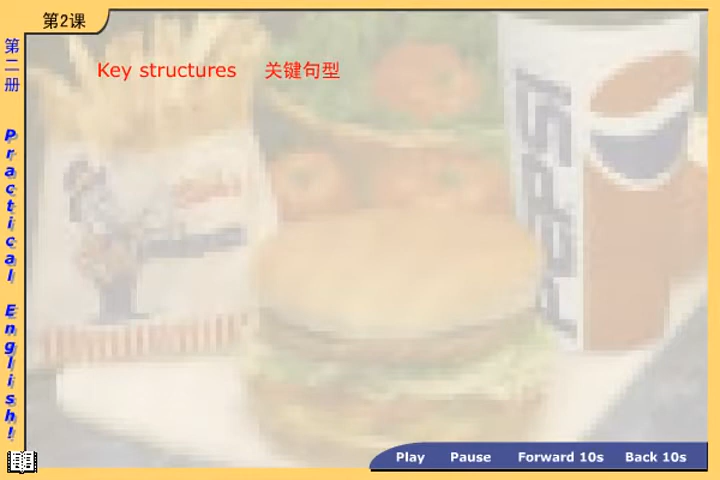 第2课
第二册
Practical English!
Key structures 关键句型
Play Pause Forward 10s Back 10s